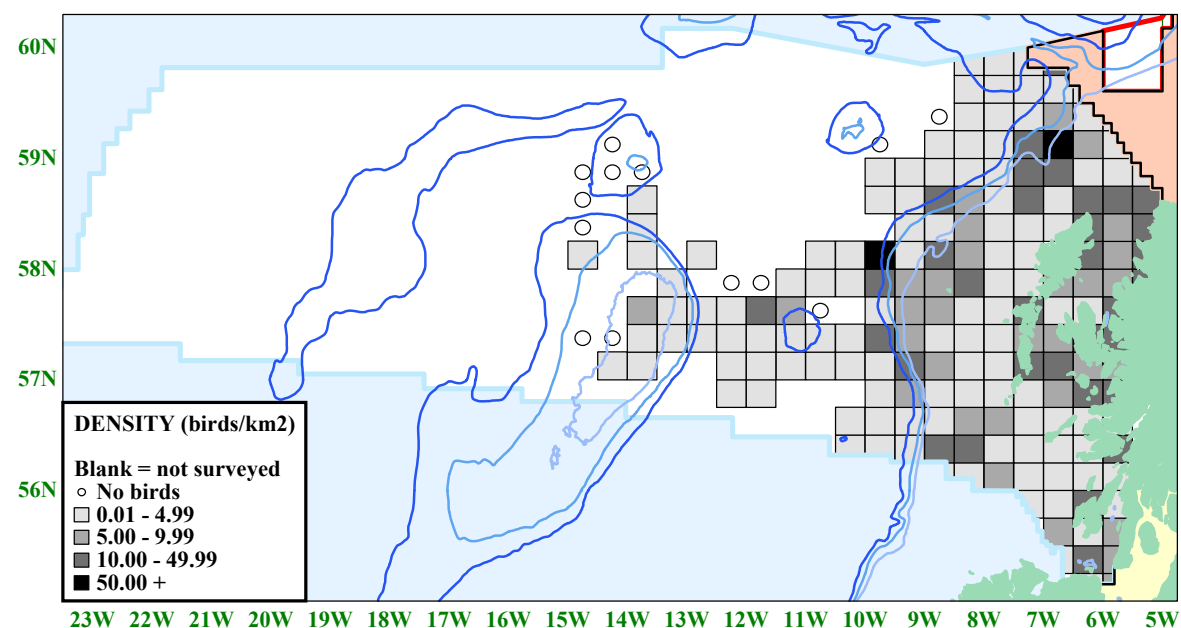 60N
59N
58N
57N
56N
DENSITY (birds/km2)
Blank = not surveyed
No birds
0.01 - 4.99
5.00 - 9.99
10.00 - 49.99
50.00 +
23W 22W 21W 20W 19W 18W 17W 16W 15W 14W 13W 12W 11W 10W 9W 8W 7W 6W 5W